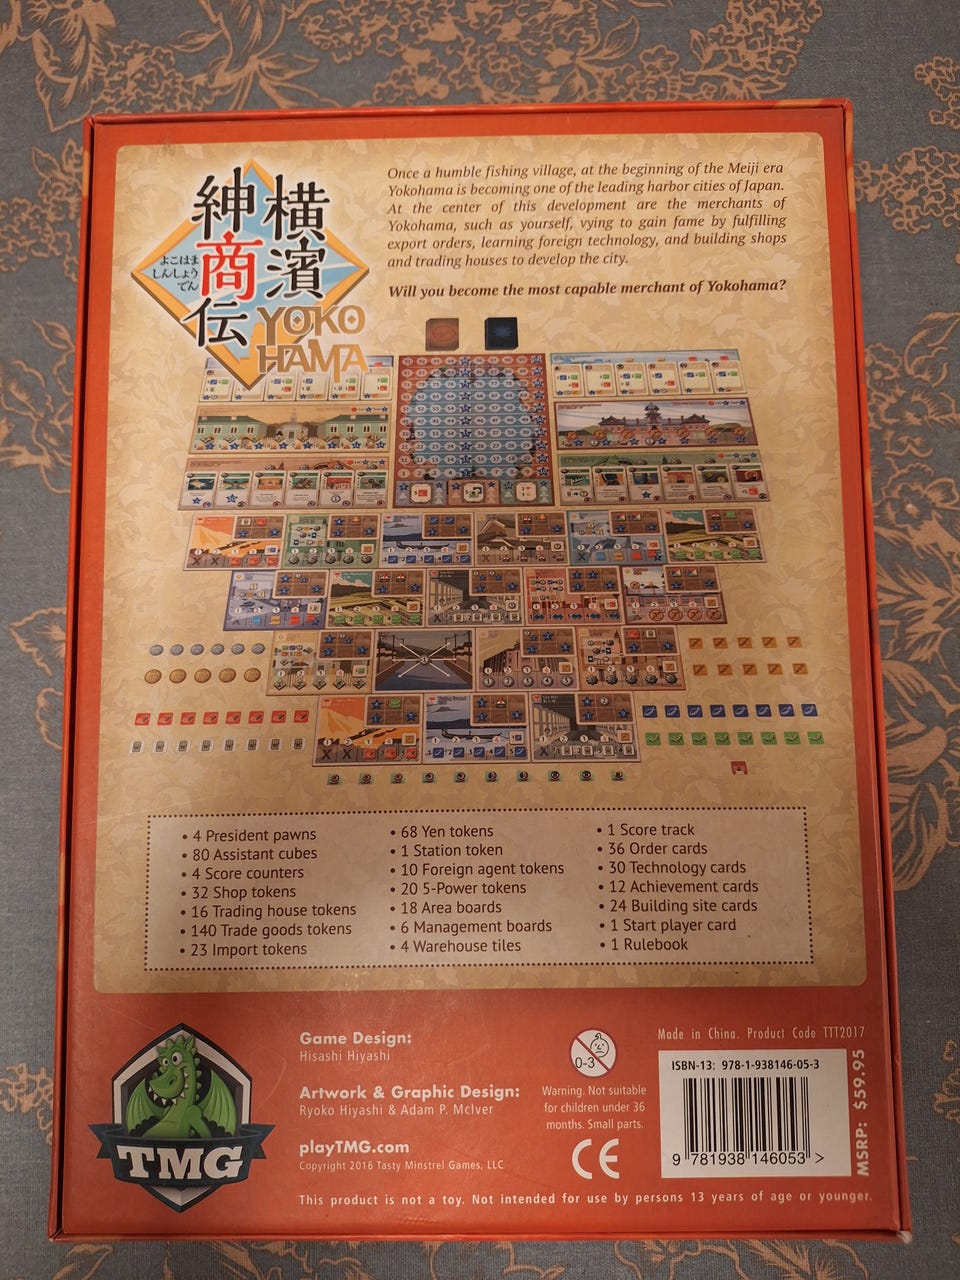 横濱
紳商伝
よこはま
しんしょう
でん
YOKO
HAMA
Once a humble fishing village, at the beginning of the Meiji era
Yokohama is becoming one of the leading harbor cities of Japan.
At the center of this development are the merchants of
Yokohama, such as yourself, vying to gain fame by fulfilling
export orders, learning foreign technology, and building shops
and trading houses to develop the city.
Will you become the most capable merchant of Yokohama?
• 4 President pawns
• 80 Assistant cubes
• 4 Score counters
• 32 Shop tokens
• 16 Trading house tokens
• 140 Trade goods tokens
• 23 Import tokens
• 68 Yen tokens
• 1 Station token
• 10 Foreign agent tokens
• 20 5-Power tokens
• 18 Area boards
• 6 Management boards
• 4 Warehouse tiles
• 1 Score track
• 36 Order cards
• 30 Technology cards
• 12 Achievement cards
• 24 Building site cards
• 1 Start player card
• 1 Rulebook
TMG
Game Design:
Hisashi Hiyashi
Artwork & Graphic Design:
Ryoko Hiyashi & Adam P. McIver
playTMG.com
Copyright 2016 Tasty Minstrel Games, LLC
0-3
Warning. Not suitable
for children under 36
months. Small parts.
CE
Made in China. Product Code TTT2017
ISBN-13: 978-1-938146-05-3
9 781938 146053 >
MSRP: $59.95
This product is not a toy. Not intended for use by persons 13 years of age or younger.